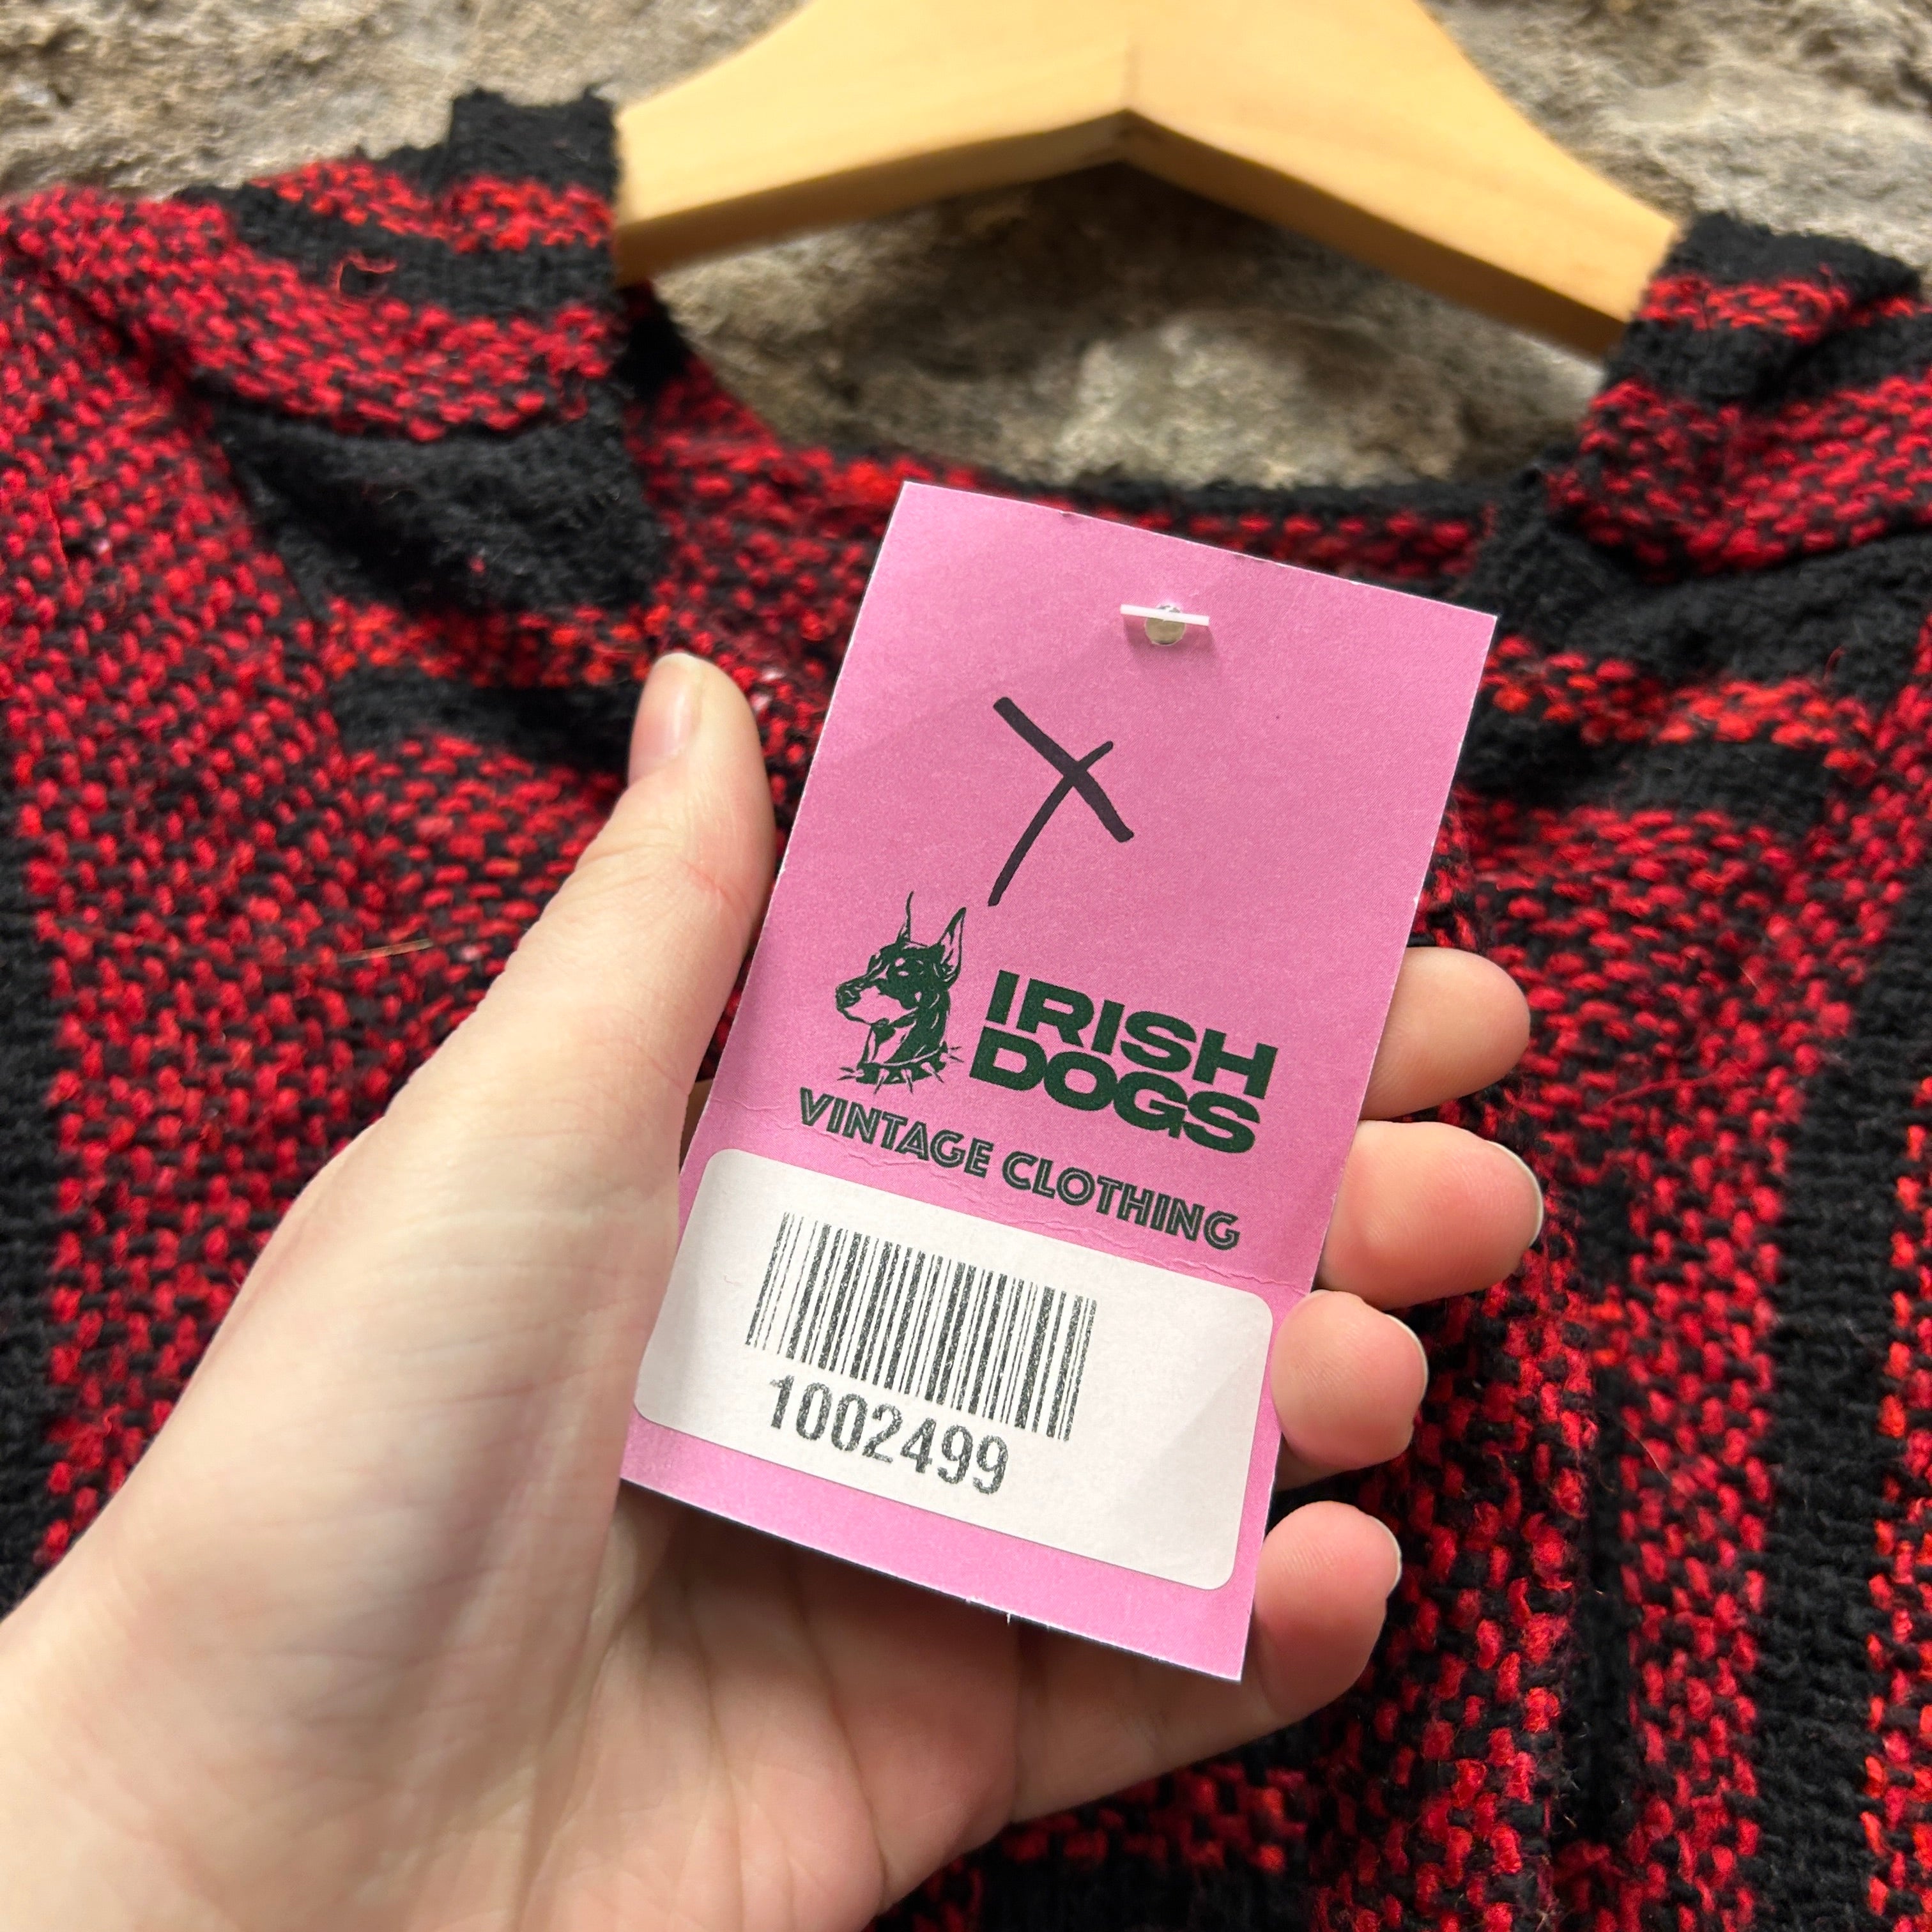 X
IRISH
DOGS
VINTAGE CLOTHING
1002499